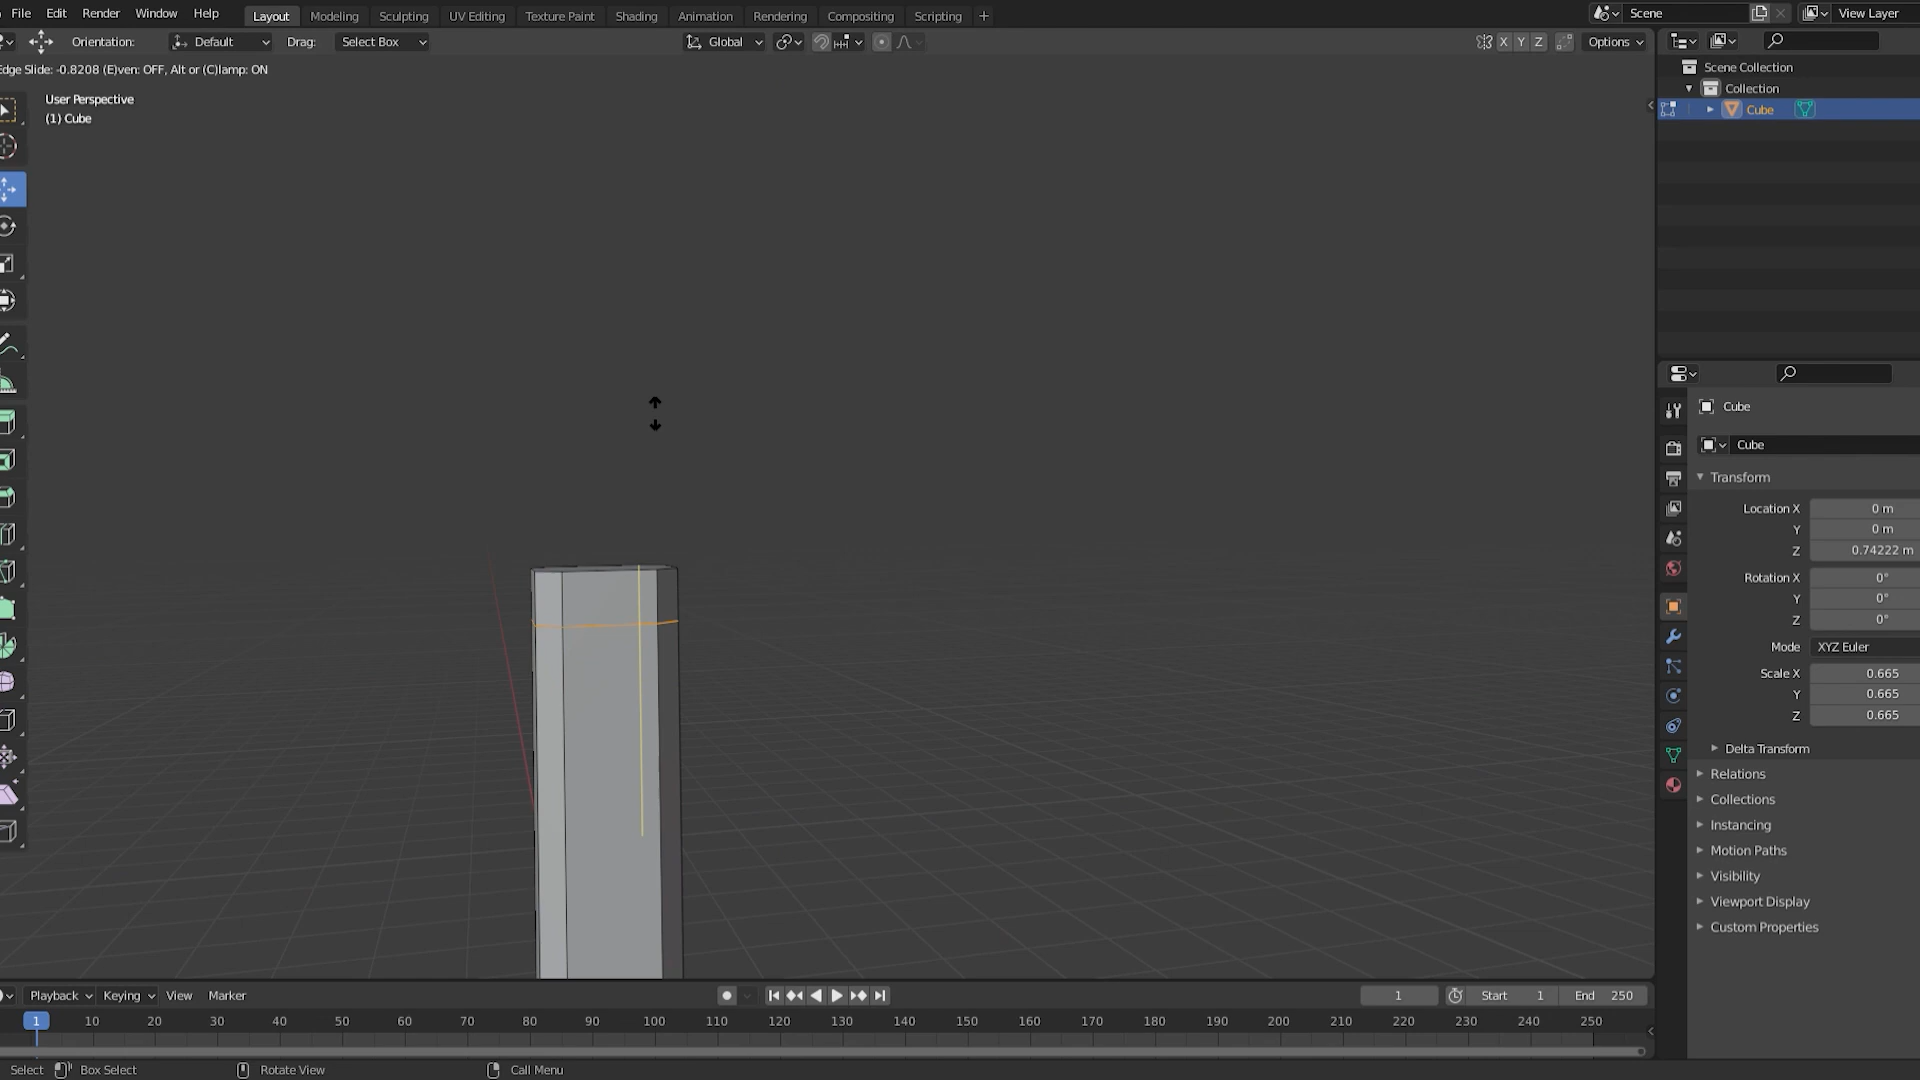 File Edit Render Window Help Layout Modeling Sculpting UV Editing Texture Paint Shading Animation Rendering Compositing Scripting + Scene View Layer
Orientation: Default Drag: Select Box Global X Y Z Options
Edge Slide: -0.8208 (E)ven: OFF, Alt or (C)lamp: ON
User Perspective
(1) Cube
Scene Collection
Collection
Cube
Cube
Cube
Transform
Location X 0 m
Y 0 m
Z 0.74222 m
Rotation X 0°
Y 0°
Z 0°
Mode XYZ Euler
Scale X 0.665
Y 0.665
Z 0.665
Delta Transform
Relations
Collections
Instancing
Motion Paths
Visibility
Viewport Display
Custom Properties
Playback Keying View Marker 1 Start 1 End 250
1 10 20 30 40 50 60 70 80 90 100 110 120 130 140 150 160 170 180 190 200 210 220 230 240 250
Select Box Select Rotate View Call Menu